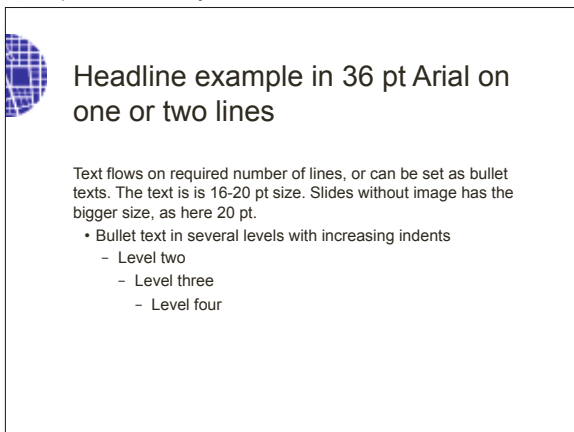 Headline example in 36 pt Arial on
one or two lines
Text flows on required number of lines, or can be set as bullet
texts. The text is is 16-20 pt size. Slides without image has the
bigger size, as here 20 pt.
• Bullet text in several levels with increasing indents
– Level two
– Level three
– Level four